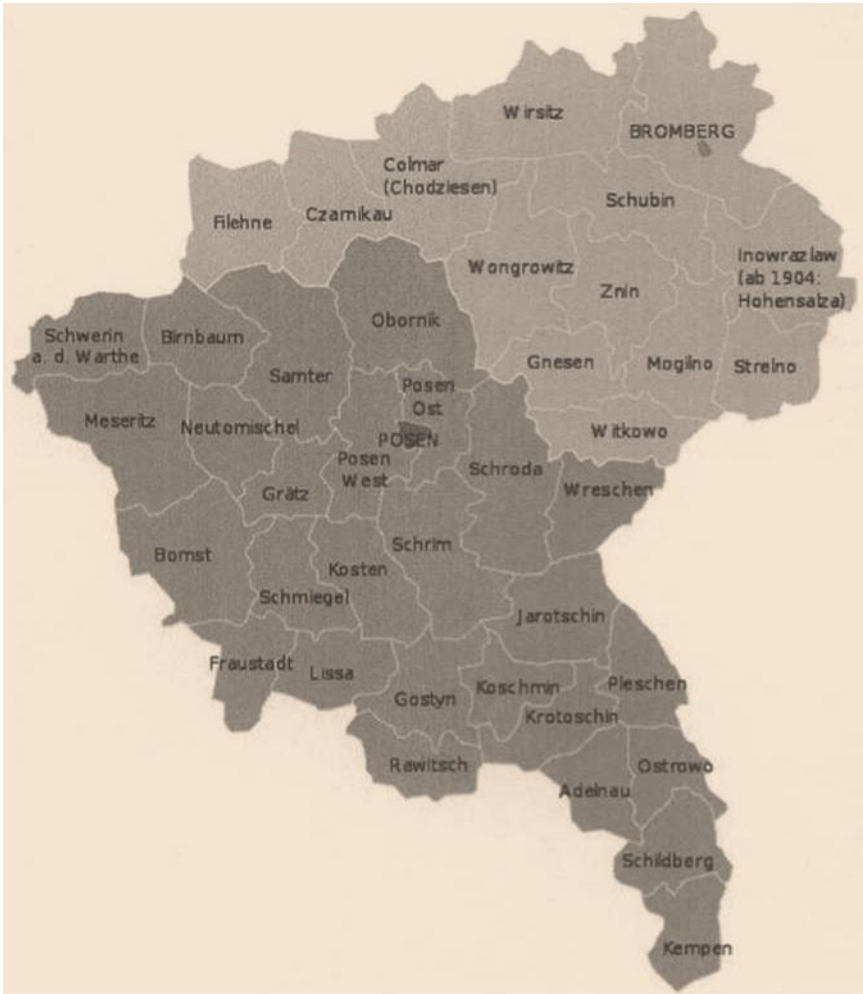 Wirsitz
BROMBERG
Colmar
(Chodziesen)
Schubin
Filehne
Czarnikau
Wongrowitz
Inowrazlaw
(ab 1904:
Hohensalza)
Znin
Obornik
Schwerin
a. d. Warthe
Birnbaum
Gnesen
Mogilno
Strelno
Samter
Posen
Ost
Meseritz
Neutomischel
POSEN
Witkowo
Posen
West
Schroda
Wreschen
Grätz
Schrim
Bomst
Kosten
Schmiegel
Jarotschin
Fraustadt
Lissa
Gostyn
Koschmin
Pleschen
Krotoschin
Rawitsch
Ostrowo
Adelnau
Schildberg
Kempen